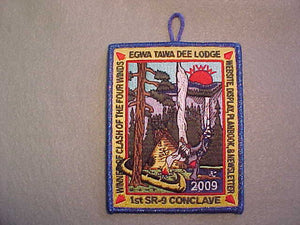 EGWA TAWA DEE LODGE
WINNER OF CLASH OF THE FOUR WINDS
WEBSITE, DISPLAY, PLANBOOK, & NEWSLETTER
2009
1st SR-9 CONCLAVE